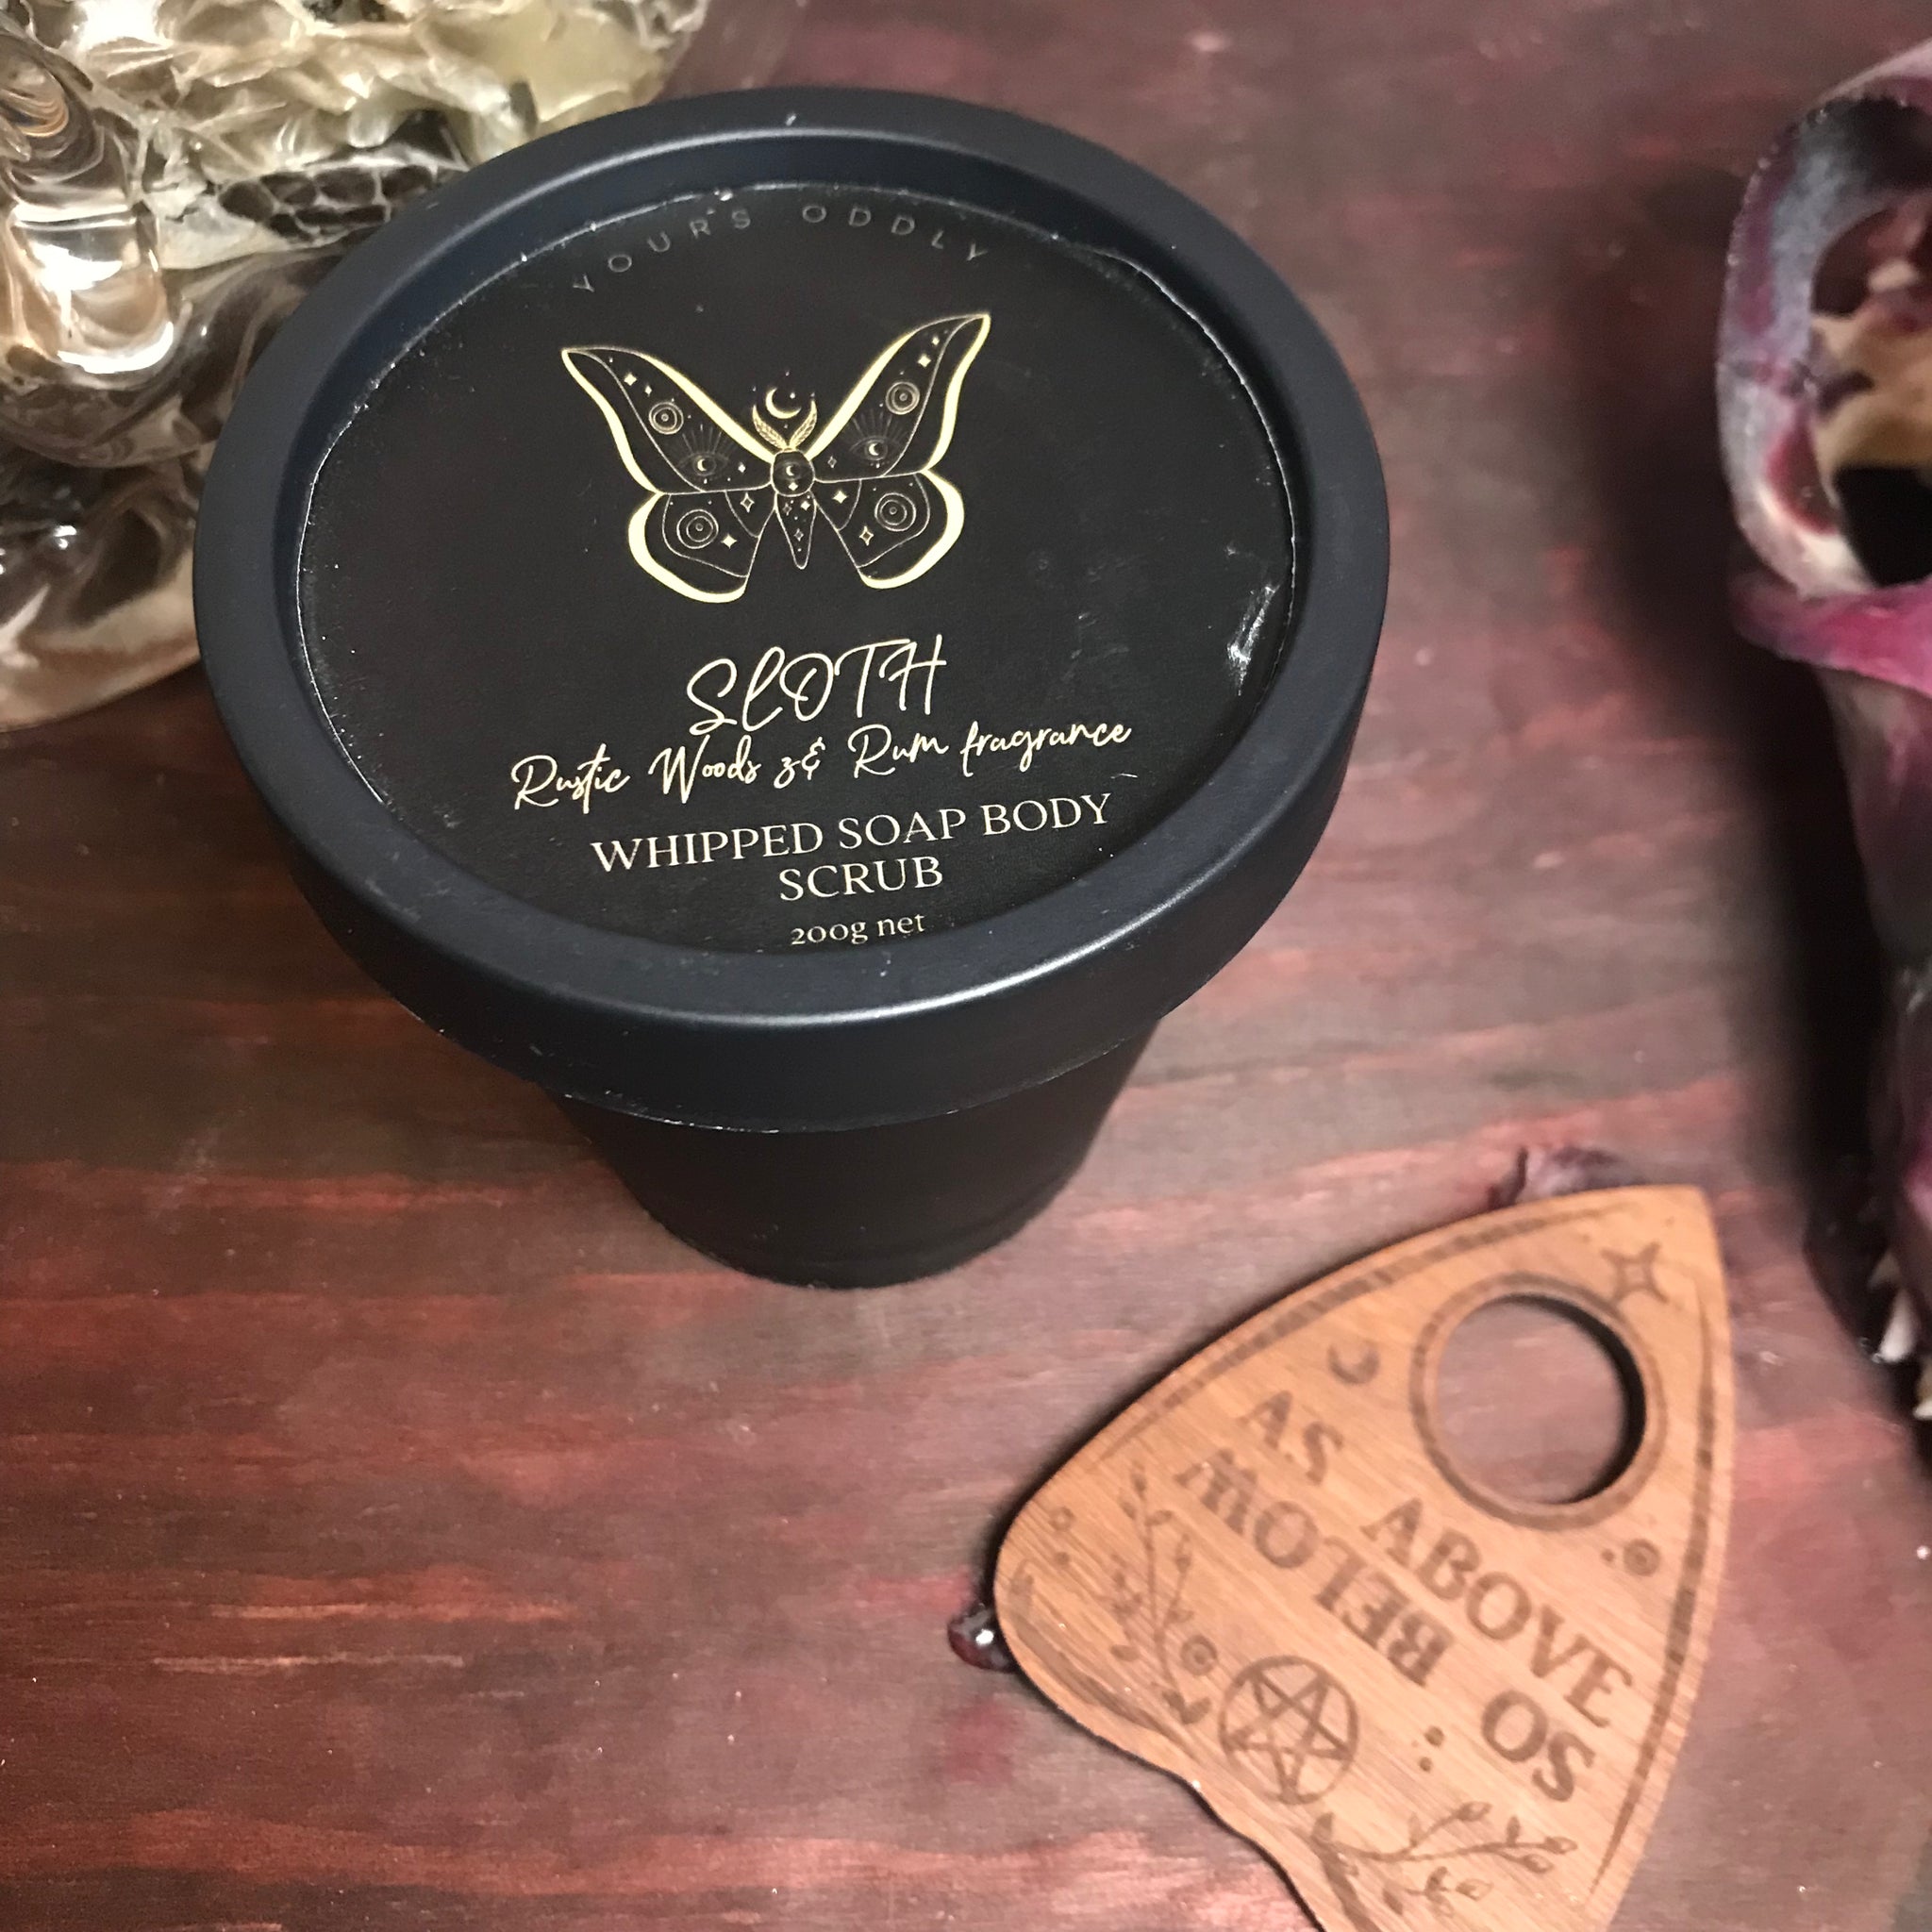 YOURS ODDLY
SLOTH
Rustic Woods & Rum fragrance
WHIPPED SOAP BODY
SCRUB
200g net
AS ABOVE
SO
BELOW